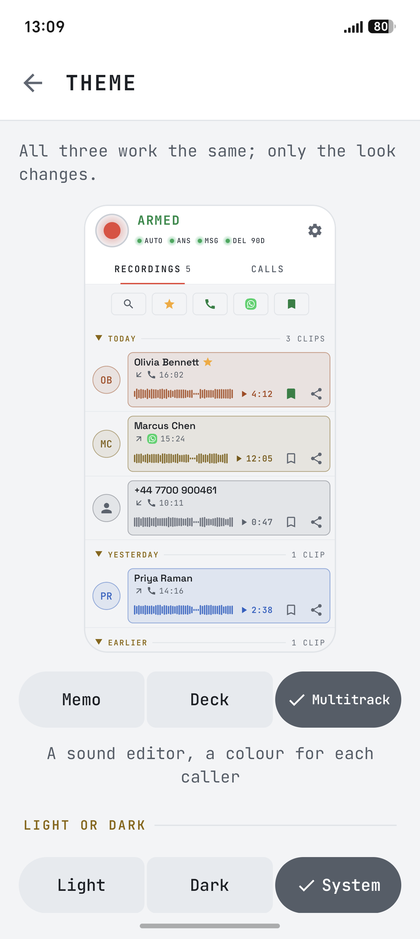 13:09
80
THEME
All three work the same; only the look
changes.
ARMED
AUTO ANS MSG DEL 90D
RECORDINGS 5 CALLS
TODAY 3 CLIPS
OB
Olivia Bennett
16:02
4:12
MC
Marcus Chen
15:24
12:05
+44 7700 900461
10:11
0:47
YESTERDAY 1 CLIP
PR
Priya Raman
14:16
2:38
EARLIER 1 CLIP
Memo Deck Multitrack
A sound editor, a colour for each
caller
LIGHT OR DARK
Light Dark System